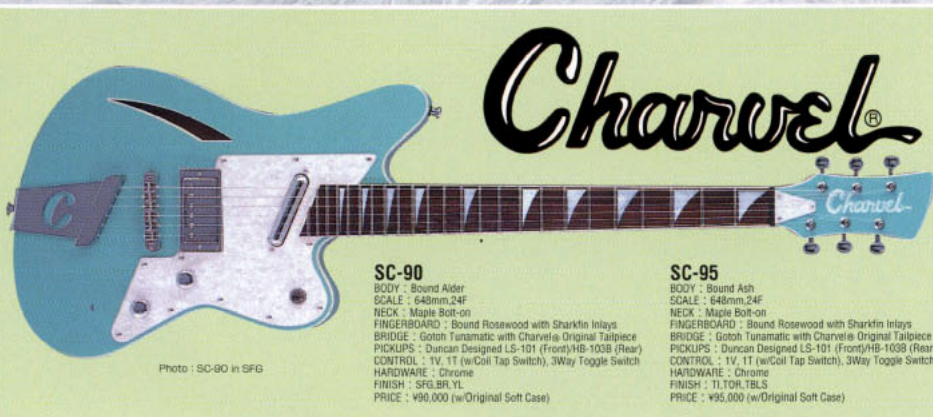 Charvel®
Charvel
C
SC-90
BODY : Bound Alder
SCALE : 648mm,24F
NECK : Maple Bolt-on
FINGERBOARD : Bound Rosewood with Sharkfin Inlays
BRIDGE : Gotoh Tunamatic with Charvel® Original Tailpiece
PICKUPS : Duncan Designed LS-101 (Front)/HB-103B (Rear)
CONTROL : 1V, 1T (w/Coil Tap Switch), 3Way Toggle Switch
HARDWARE : Chrome
FINISH : SFG,BR,YL
PRICE : ¥90,000 (w/Original Soft Case)
SC-95
BODY : Bound Ash
SCALE : 648mm,24F
NECK : Maple Bolt-on
FINGERBOARD : Bound Rosewood with Sharkfin Inlays
BRIDGE : Gotoh Tunamatic with Charvel® Original Tailpiece
PICKUPS : Duncan Designed LS-101 (Front)/HB-103B (Rear)
CONTROL : 1V, 1T (w/Coil Tap Switch), 3Way Toggle Switch
HARDWARE : Chrome
FINISH : TI,TOR,TBLS
PRICE : ¥95,000 (w/Original Soft Case)
Photo : SC-90 in SFG